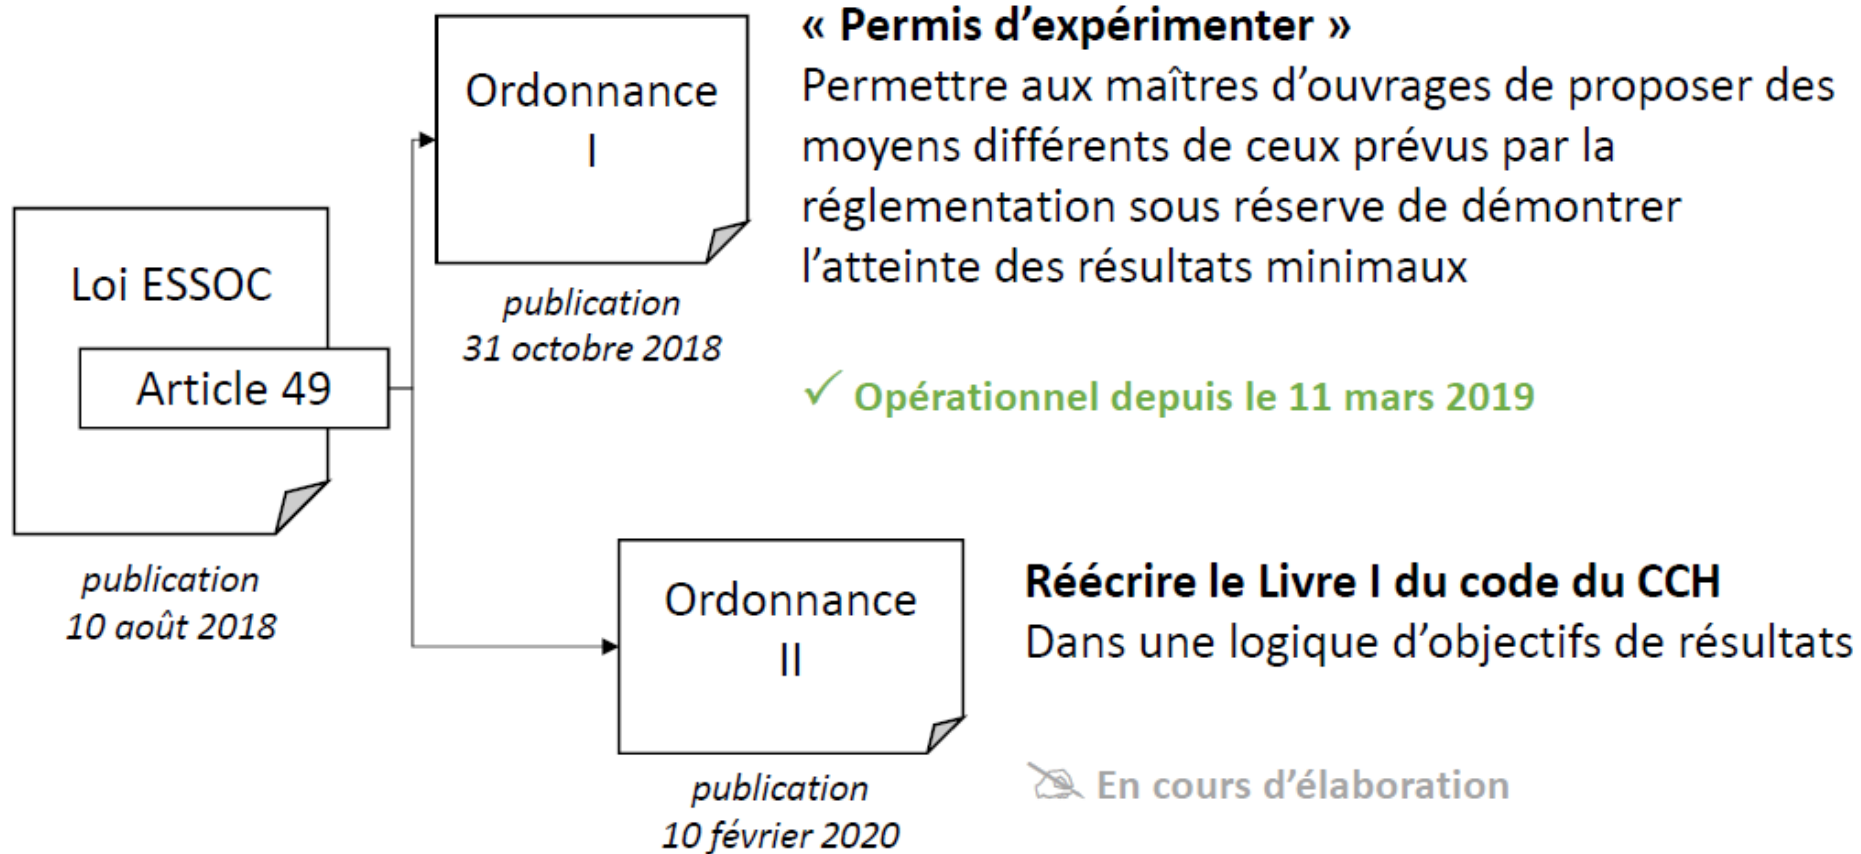 Loi ESSOC
Article 49
publication
10 août 2018
Ordonnance
I
publication
31 octobre 2018
« Permis d’expérimenter »
Permettre aux maîtres d’ouvrages de proposer des
moyens différents de ceux prévus par la
réglementation sous réserve de démontrer
l’atteinte des résultats minimaux
✓ Opérationnel depuis le 11 mars 2019
Ordonnance
II
publication
10 février 2020
Réécrire le Livre I du code du CCH
Dans une logique d’objectifs de résultats
En cours d’élaboration